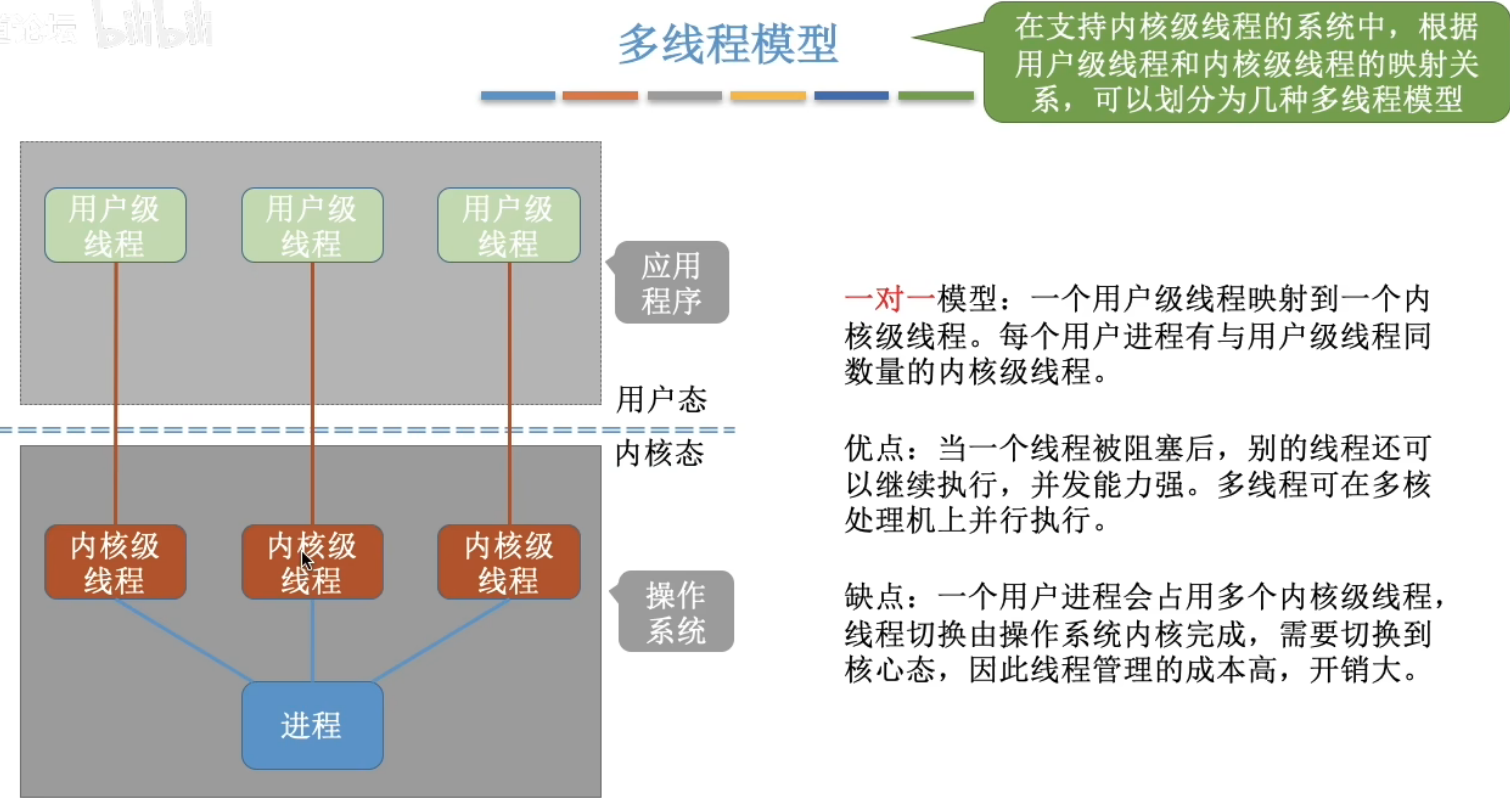 道论坛 bilibili
多线程模型
在支持内核级线程的系统中，根据
用户级线程和内核级线程的映射关
系，可以划分为几种多线程模型
用户级
线程
用户级
线程
用户级
线程
应用
程序
用户态
内核态
内核级
线程
内核级
线程
内核级
线程
操作
系统
进程
一对一模型：一个用户级线程映射到一个内
核级线程。每个用户进程有与用户级线程同
数量的内核级线程。
优点：当一个线程被阻塞后，别的线程还可
以继续执行，并发能力强。多线程可在多核
处理机上并行执行。
缺点：一个用户进程会占用多个内核级线程，
线程切换由操作系统内核完成，需要切换到
核心态，因此线程管理的成本高，开销大。